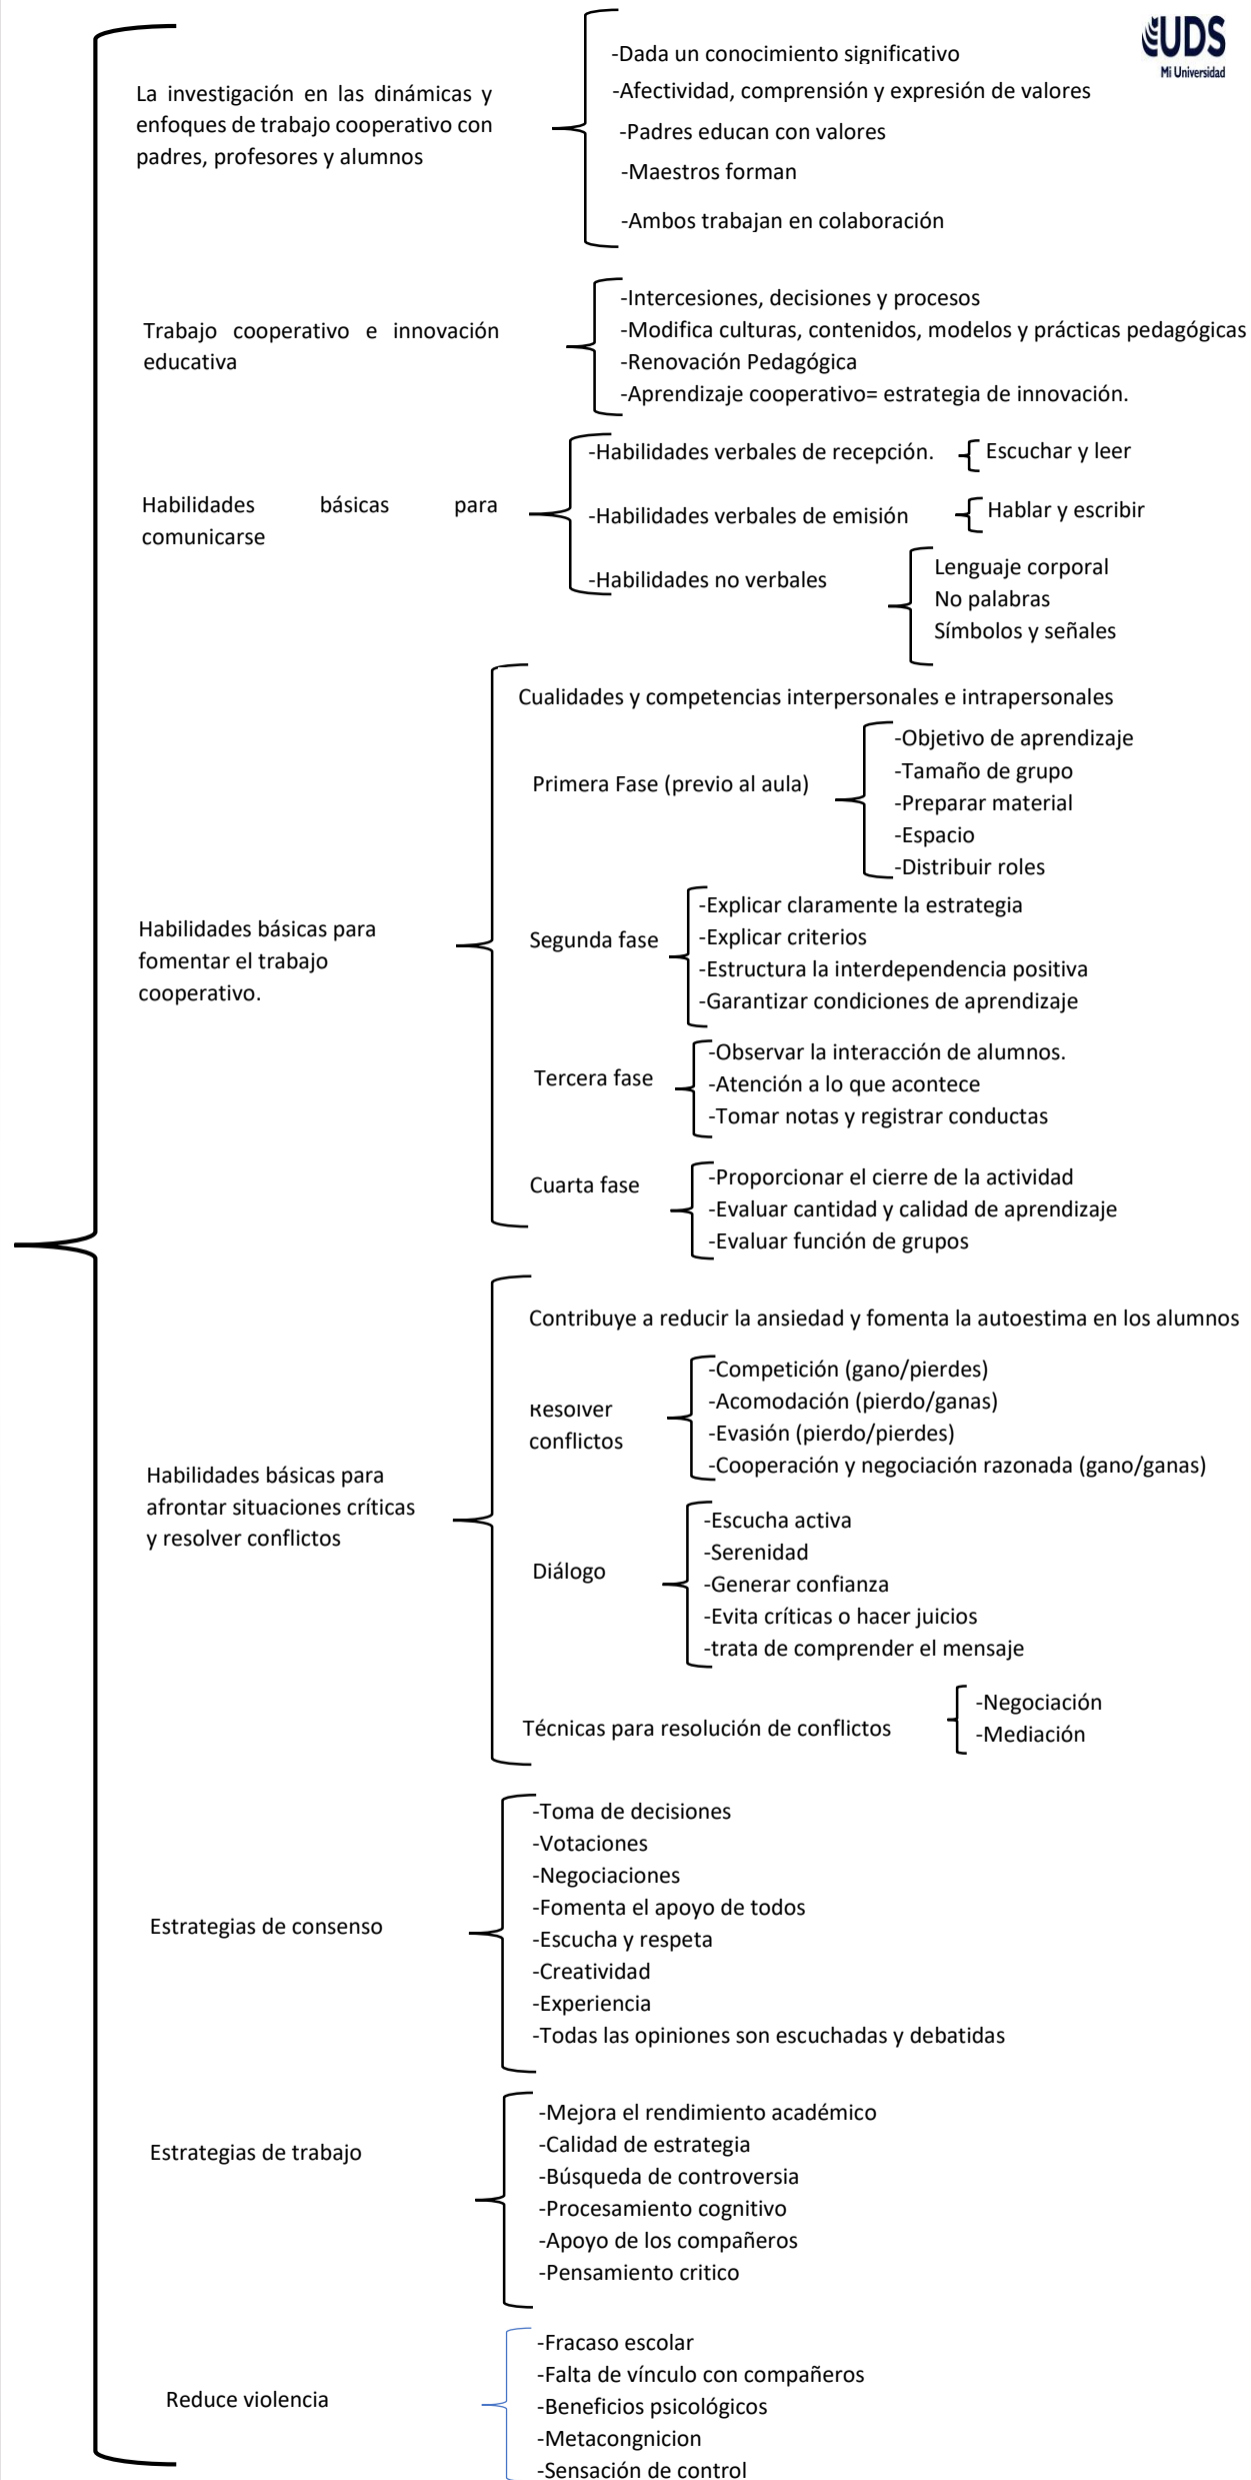 UDS
Mi Universidad
La investigación en las dinámicas y
enfoques de trabajo cooperativo con
padres, profesores y alumnos
-Dada un conocimiento significativo
-Afectividad, comprensión y expresión de valores
-Padres educan con valores
-Maestros forman
-Ambos trabajan en colaboración
Trabajo cooperativo e innovación
educativa
-Intercesiones, decisiones y procesos
-Modifica culturas, contenidos, modelos y prácticas pedagógicas
-Renovación Pedagógica
-Aprendizaje cooperativo= estrategia de innovación.
Habilidades básicas para
comunicarse
-Habilidades verbales de recepción.
Escuchar y leer
-Habilidades verbales de emisión
Hablar y escribir
-Habilidades no verbales
Lenguaje corporal
No palabras
Símbolos y señales
Habilidades básicas para
fomentar el trabajo
cooperativo.
Cualidades y competencias interpersonales e intrapersonales
Primera Fase (previo al aula)
-Objetivo de aprendizaje
-Tamaño de grupo
-Preparar material
-Espacio
-Distribuir roles
Segunda fase
-Explicar claramente la estrategia
-Explicar criterios
-Estructura la interdependencia positiva
-Garantizar condiciones de aprendizaje
Tercera fase
-Observar la interacción de alumnos.
-Atención a lo que acontece
-Tomar notas y registrar conductas
Cuarta fase
-Proporcionar el cierre de la actividad
-Evaluar cantidad y calidad de aprendizaje
-Evaluar función de grupos
Habilidades básicas para
afrontar situaciones críticas
y resolver conflictos
Contribuye a reducir la ansiedad y fomenta la autoestima en los alumnos
Resolver
conflictos
-Competición (gano/pierdes)
-Acomodación (pierdo/ganas)
-Evasión (pierdo/pierdes)
-Cooperación y negociación razonada (gano/ganas)
Diálogo
-Escucha activa
-Serenidad
-Generar confianza
-Evita críticas o hacer juicios
-trata de comprender el mensaje
Técnicas para resolución de conflictos
-Negociación
-Mediación
Estrategias de consenso
-Toma de decisiones
-Votaciones
-Negociaciones
-Fomenta el apoyo de todos
-Escucha y respeta
-Creatividad
-Experiencia
-Todas las opiniones son escuchadas y debatidas
Estrategias de trabajo
-Mejora el rendimiento académico
-Calidad de estrategia
-Búsqueda de controversia
-Procesamiento cognitivo
-Apoyo de los compañeros
-Pensamiento critico
Reduce violencia
-Fracaso escolar
-Falta de vínculo con compañeros
-Beneficios psicológicos
-Metacongnicion
-Sensación de control